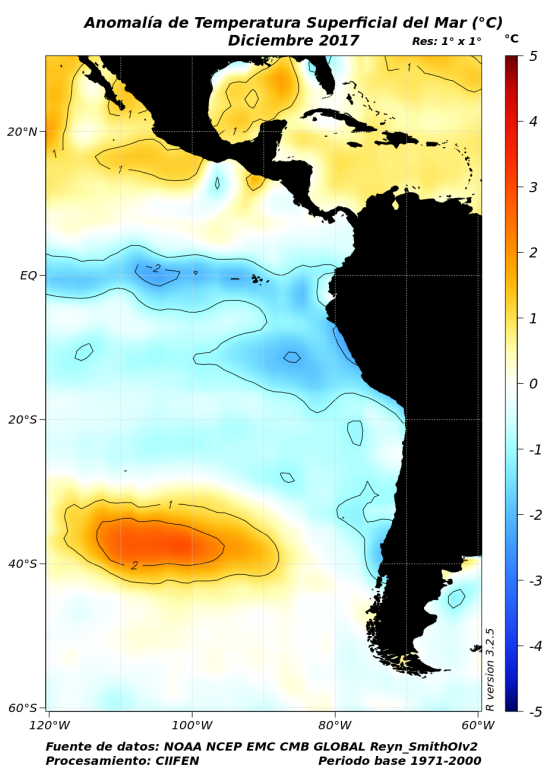 Anomalía de Temperatura Superficial del Mar (°C)
Diciembre 2017
Res: 1° x 1°
°C
5
4
3
2
1
0
-1
-2
-3
-4
-5
20°N
EQ
20°S
40°S
60°S
120°W
100°W
80°W
60°W
1
1
1
1
1
-2
1
2
R version 3.2.5
Fuente de datos: NOAA NCEP EMC CMB GLOBAL Reyn_SmithOIv2
Procesamiento: CIIFEN
Periodo base 1971-2000